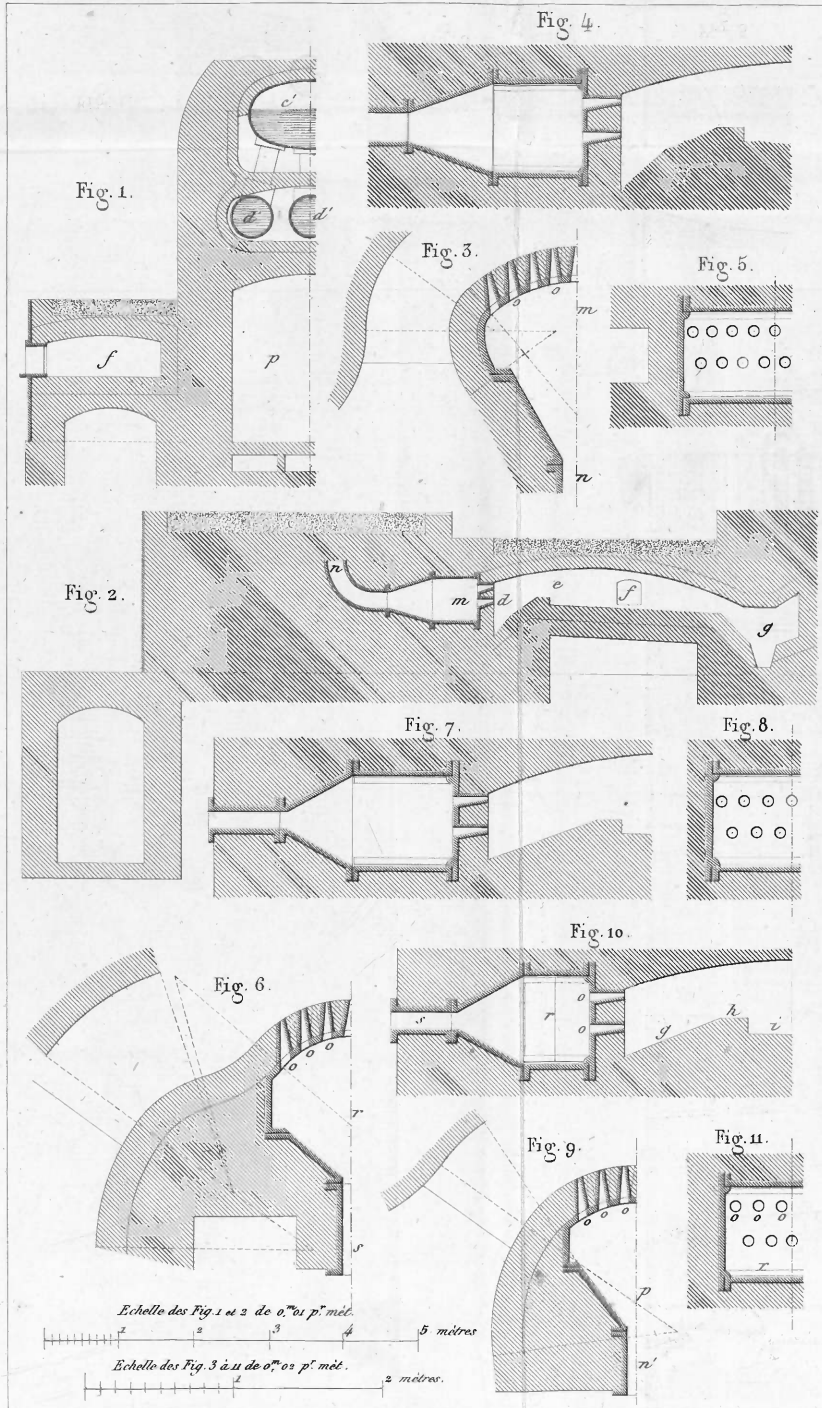 Fig. 4.
c'
Fig. 1.
d
d'
Fig. 3.
Fig. 5.
o
o
m
f
p
n
n
Fig. 2.
m
d
e
f
g
Fig. 7.
Fig. 8.
Fig. 10.
Fig. 6.
o
h
s
r
o
g
i
o
o
o
r
Fig. 9.
Fig. 11.
o
o
o
o
o
o
s
p
r
Echelle des Fig. 1 et 2 de 0,m01 pr mèt.
1
2
3
4
5 mètres
Echelle des Fig. 3 à 11 de 0m,02 pr mèt.
n'
1
2 mètres.